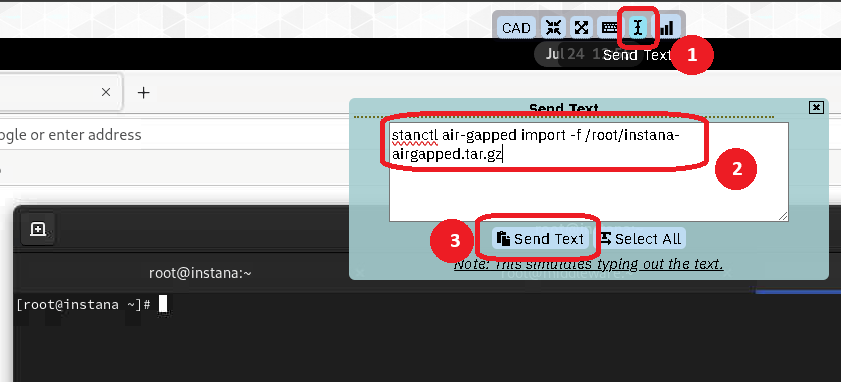 CAD
Jul 24
Send Text
1
ogle or enter address
Send Text
stanctl air-gapped import -f /root/instana-
airgapped.tar.gz
2
3
Send Text
Select All
Note: This simulates typing out the text.
root@instana:~
[root@instana ~]#